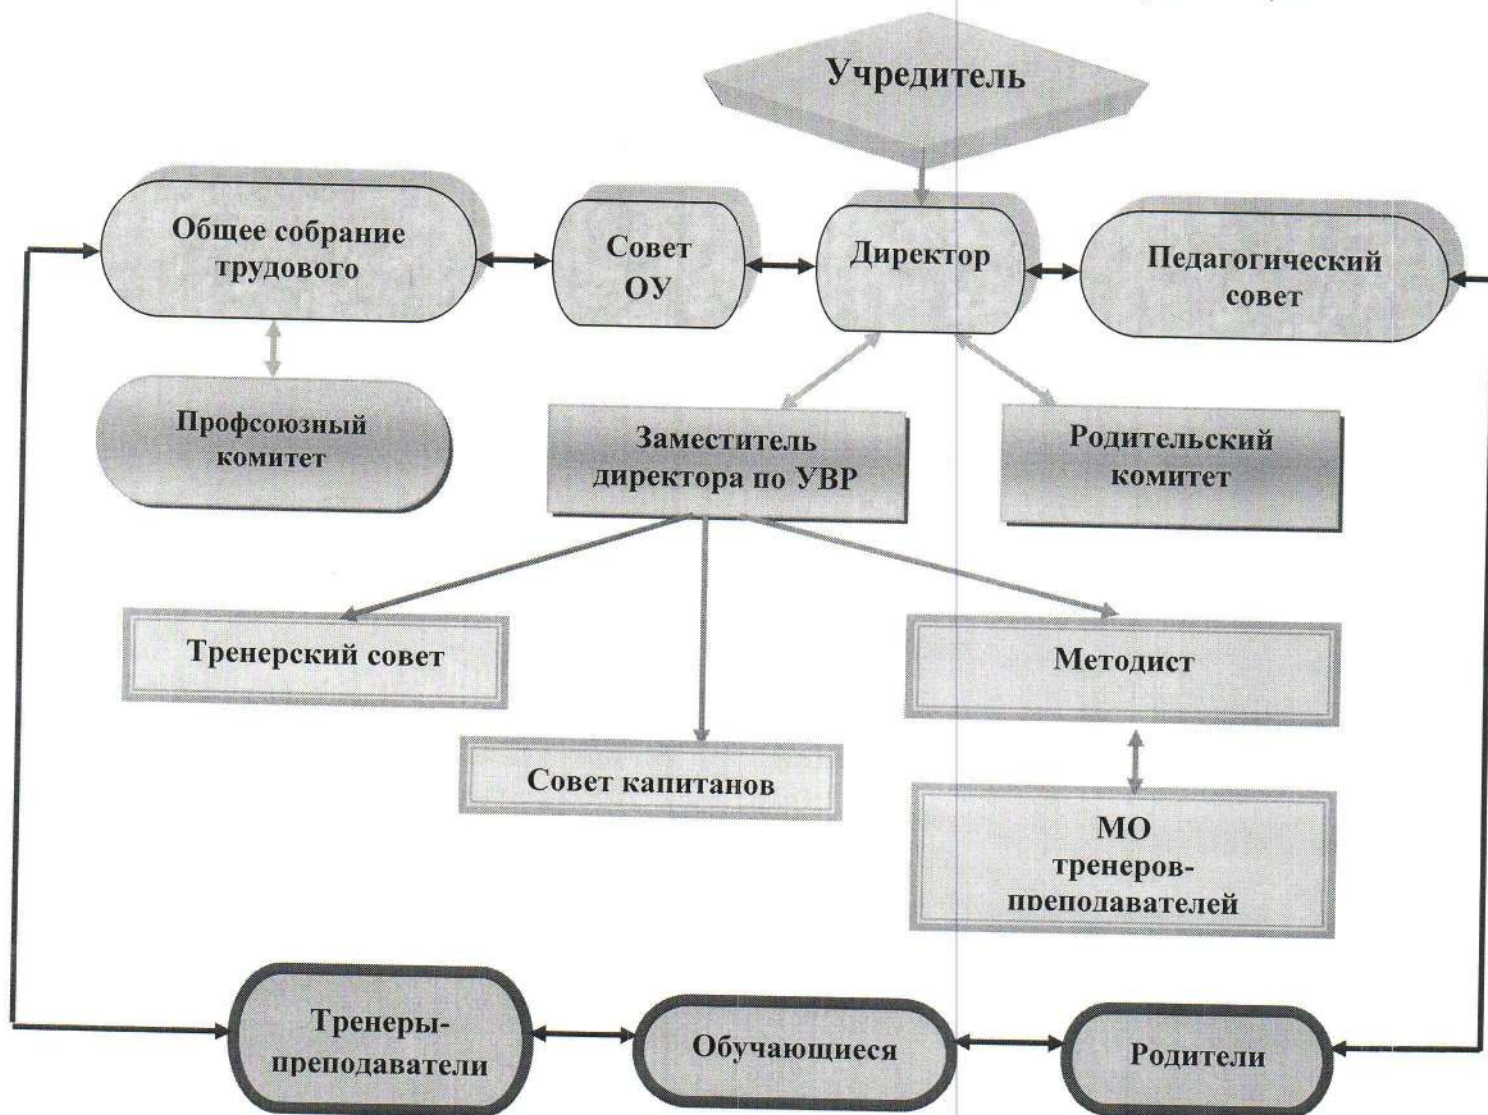 Учредитель
Общее собрание
трудового
Совет
ОУ
Директор
Педагогический
совет
Профсоюзный
комитет
Заместитель
директора по УВР
Родительский
комитет
Тренерский совет
Методист
Совет капитанов
МО
тренеров-
преподавателей
Тренеры-
преподаватели
Обучающиеся
Родители